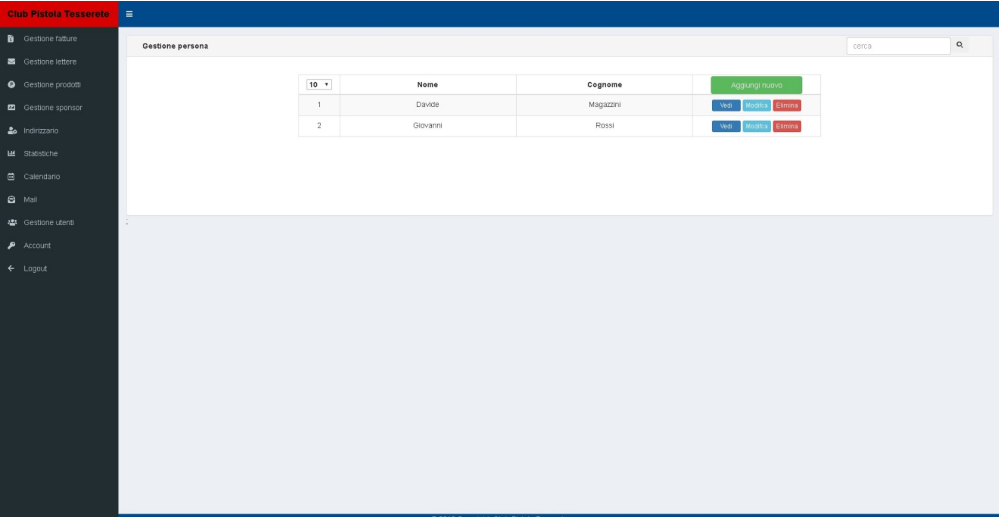 Club Pistola Tesserete
Gestione fatture
Gestione lettere
Gestione prodotti
Gestione sponsor
Indirizzario
Statistiche
Calendario
Mail
Gestione utenti
Account
Logout
Gestione persona
cerca
10 Nome Cognome Aggiungi nuovo
1 Davide Magazzini Vedi Modifica Elimina
2 Giovanni Rossi Vedi Modifica Elimina
;